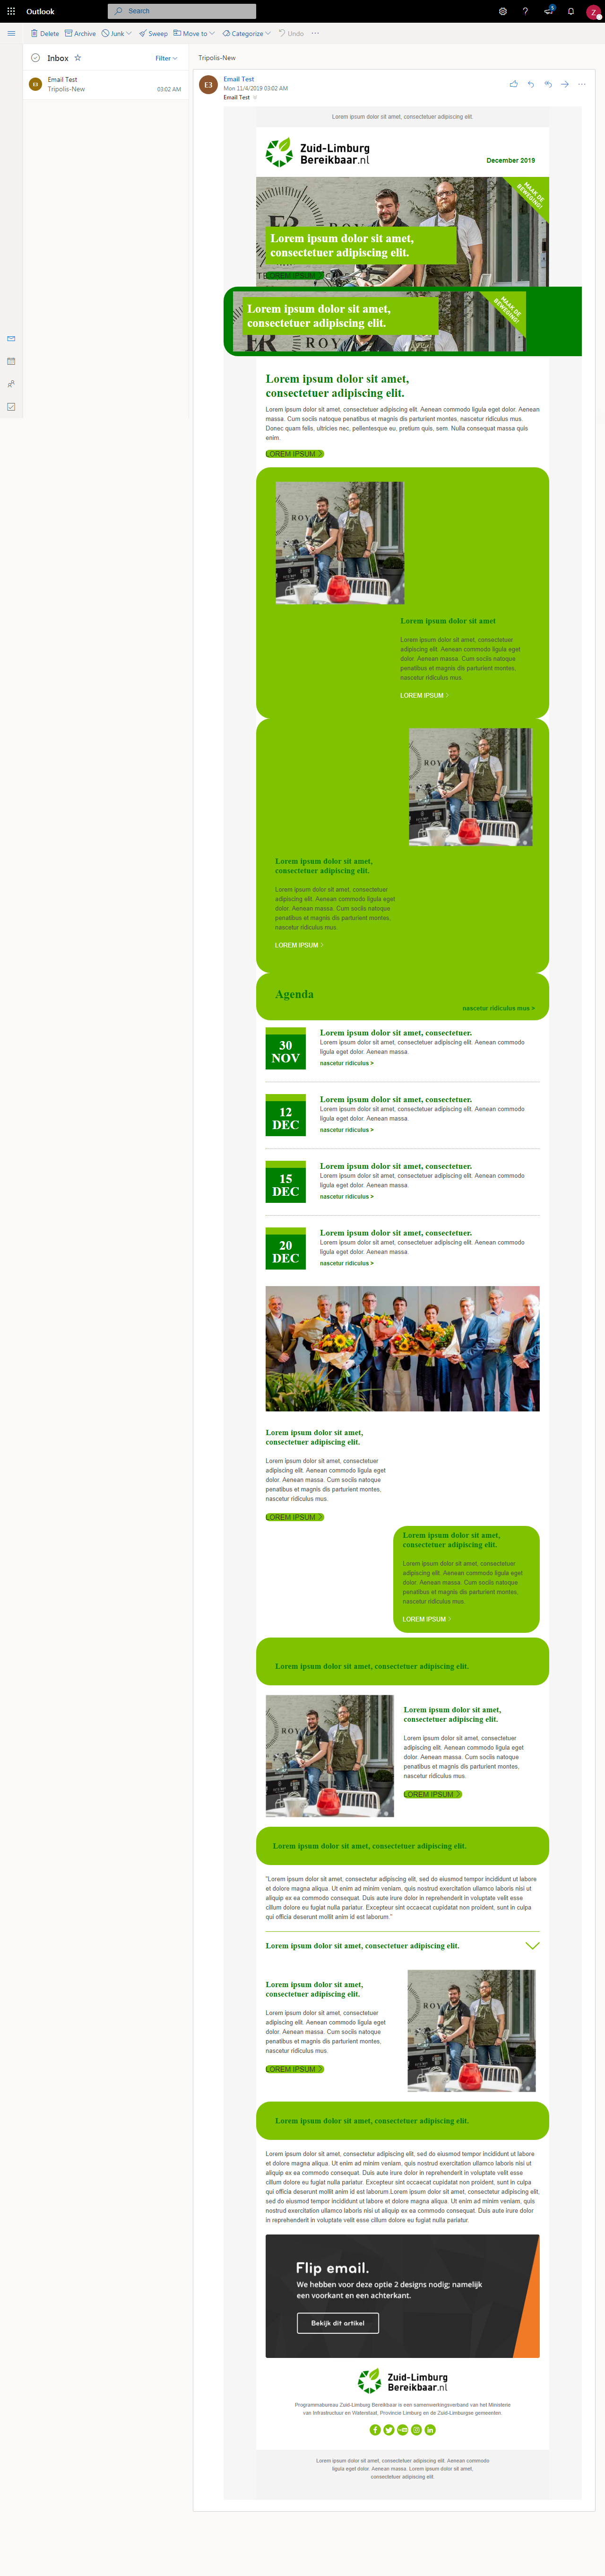 Outlook
Search
5
Z
Delete
Archive
Junk
Sweep
Move to
Categorize
Undo
Inbox
Filter
Tripolis-New
E3
Email Test
Tripolis-New
03:02 AM
E3
Email Test
Mon 11/4/2019 03:02 AM
Email Test
Lorem ipsum dolor sit amet, consectetuer adipiscing elit.
Zuid-Limburg
Bereikbaar.nl
December 2019
MAAK DE
BEWEGING!
ROY
Lorem ipsum dolor sit amet,
consectetuer adipiscing elit.
LOREM IPSUM
MAAK DE
BEWEGING!
ROY
Lorem ipsum dolor sit amet,
consectetuer adipiscing elit.
Lorem ipsum dolor sit amet,
consectetuer adipiscing elit.
Lorem ipsum dolor sit amet, consectetuer adipiscing elit. Aenean commodo ligula eget dolor. Aenean
massa. Cum sociis natoque penatibus et magnis dis parturient montes, nascetur ridiculus mus.
Donec quam felis, ultricies nec, pellentesque eu, pretium quis, sem. Nulla consequat massa quis
enim.
LOREM IPSUM
Lorem ipsum dolor sit amet
Lorem ipsum dolor sit amet, consectetuer
adipiscing elit. Aenean commodo ligula eget
dolor. Aenean massa. Cum sociis natoque
penatibus et magnis dis parturient montes,
nascetur ridiculus mus.
LOREM IPSUM
Lorem ipsum dolor sit amet,
consectetuer adipiscing elit.
Lorem ipsum dolor sit amet, consectetuer
adipiscing elit. Aenean commodo ligula eget
dolor. Aenean massa. Cum sociis natoque
penatibus et magnis dis parturient montes,
nascetur ridiculus mus.
LOREM IPSUM
Agenda
nascetur ridiculus mus >
30
NOV
Lorem ipsum dolor sit amet, consectetuer.
Lorem ipsum dolor sit amet, consectetuer adipiscing elit. Aenean commodo
ligula eget dolor. Aenean massa.
nascetur ridiculus >
12
DEC
Lorem ipsum dolor sit amet, consectetuer.
Lorem ipsum dolor sit amet, consectetuer adipiscing elit. Aenean commodo
ligula eget dolor. Aenean massa.
nascetur ridiculus >
15
DEC
Lorem ipsum dolor sit amet, consectetuer.
Lorem ipsum dolor sit amet, consectetuer adipiscing elit. Aenean commodo
ligula eget dolor. Aenean massa.
nascetur ridiculus >
20
DEC
Lorem ipsum dolor sit amet, consectetuer.
Lorem ipsum dolor sit amet, consectetuer adipiscing elit. Aenean commodo
ligula eget dolor. Aenean massa.
nascetur ridiculus >
Lorem ipsum dolor sit amet,
consectetuer adipiscing elit.
Lorem ipsum dolor sit amet, consectetuer
adipiscing elit. Aenean commodo ligula eget
dolor. Aenean massa. Cum sociis natoque
penatibus et magnis dis parturient montes,
nascetur ridiculus mus.
LOREM IPSUM
Lorem ipsum dolor sit amet,
consectetuer adipiscing elit.
Lorem ipsum dolor sit amet, consectetuer
adipiscing elit. Aenean commodo ligula eget
dolor. Aenean massa. Cum sociis natoque
penatibus et magnis dis parturient montes,
nascetur ridiculus mus.
LOREM IPSUM
Lorem ipsum dolor sit amet, consectetuer adipiscing elit.
Lorem ipsum dolor sit amet,
consectetuer adipiscing elit.
Lorem ipsum dolor sit amet, consectetuer
adipiscing elit. Aenean commodo ligula eget
dolor. Aenean massa. Cum sociis natoque
penatibus et magnis dis parturient montes,
nascetur ridiculus mus.
LOREM IPSUM
Lorem ipsum dolor sit amet, consectetuer adipiscing elit.
"Lorem ipsum dolor sit amet, consectetur adipiscing elit, sed do eiusmod tempor incididunt ut labore
et dolore magna aliqua. Ut enim ad minim veniam, quis nostrud exercitation ullamco laboris nisi ut
aliquip ex ea commodo consequat. Duis aute irure dolor in reprehenderit in voluptate velit esse
cillum dolore eu fugiat nulla pariatur. Excepteur sint occaecat cupidatat non proident, sunt in culpa
qui officia deserunt mollit anim id est laborum."
Lorem ipsum dolor sit amet, consectetuer adipiscing elit.
Lorem ipsum dolor sit amet,
consectetuer adipiscing elit.
Lorem ipsum dolor sit amet, consectetuer
adipiscing elit. Aenean commodo ligula eget
dolor. Aenean massa. Cum sociis natoque
penatibus et magnis dis parturient montes,
nascetur ridiculus mus.
LOREM IPSUM
Lorem ipsum dolor sit amet, consectetuer adipiscing elit.
Lorem ipsum dolor sit amet, consectetur adipiscing elit, sed do eiusmod tempor incididunt ut labore
et dolore magna aliqua. Ut enim ad minim veniam, quis nostrud exercitation ullamco laboris nisi ut
aliquip ex ea commodo consequat. Duis aute irure dolor in reprehenderit in voluptate velit esse
cillum dolore eu fugiat nulla pariatur. Excepteur sint occaecat cupidatat non proident, sunt in culpa
qui officia deserunt mollit anim id est laborum.Lorem ipsum dolor sit amet, consectetur adipiscing elit,
sed do eiusmod tempor incididunt ut labore et dolore magna aliqua. Ut enim ad minim veniam, quis
nostrud exercitation ullamco laboris nisi ut aliquip ex ea commodo consequat. Duis aute irure dolor
in reprehenderit in voluptate velit esse cillum dolore eu fugiat nulla pariatur.
Flip email.
We hebben voor deze optie 2 designs nodig; namelijk
een voorkant en een achterkant.
Bekijk dit artikel
Zuid-Limburg
Bereikbaar.nl
Programmabureau Zuid-Limburg Bereikbaar is een samenwerkingsverband van het Ministerie
van Infrastructuur en Waterstaat, Provincie Limburg en de Zuid-Limburgse gemeenten.
Lorem ipsum dolor sit amet, consectetuer adipiscing elit. Aenean commodo
ligula eget dolor. Aenean massa. Lorem ipsum dolor sit amet,
consectetuer adipiscing elit.